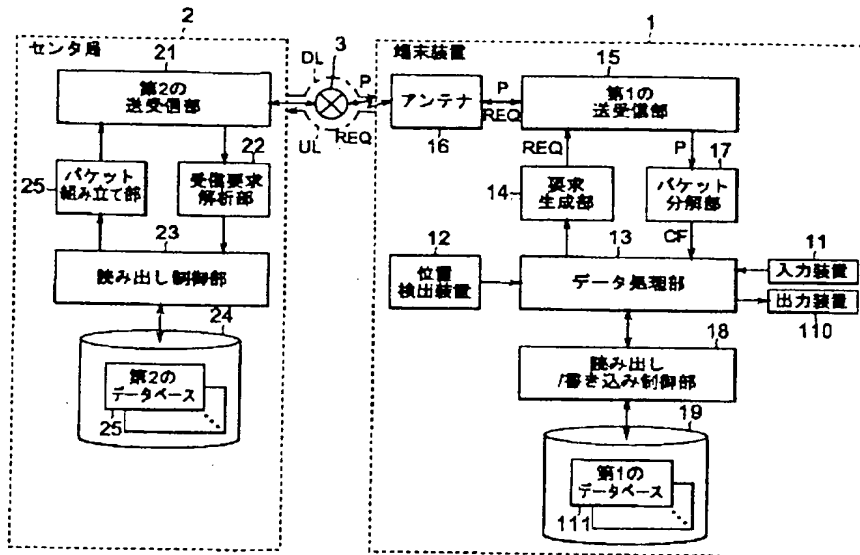 2
センタ局
21
第2の
送受信部
25
パケット
組み立て部
22
受信要求
解析部
23
読み出し制御部
24
第2の
データベース
25
DL
3
P
UL
REQ
1
端末装置
アンテナ
16
P
REQ
15
第1の
送受信部
REQ
P
14
要求
生成部
17
パケット
分解部
CF
12
位置
検出装置
13
データ処理部
11
入力装置
出力装置
110
18
読み出し
/書き込み制御部
19
第1の
データベース
111